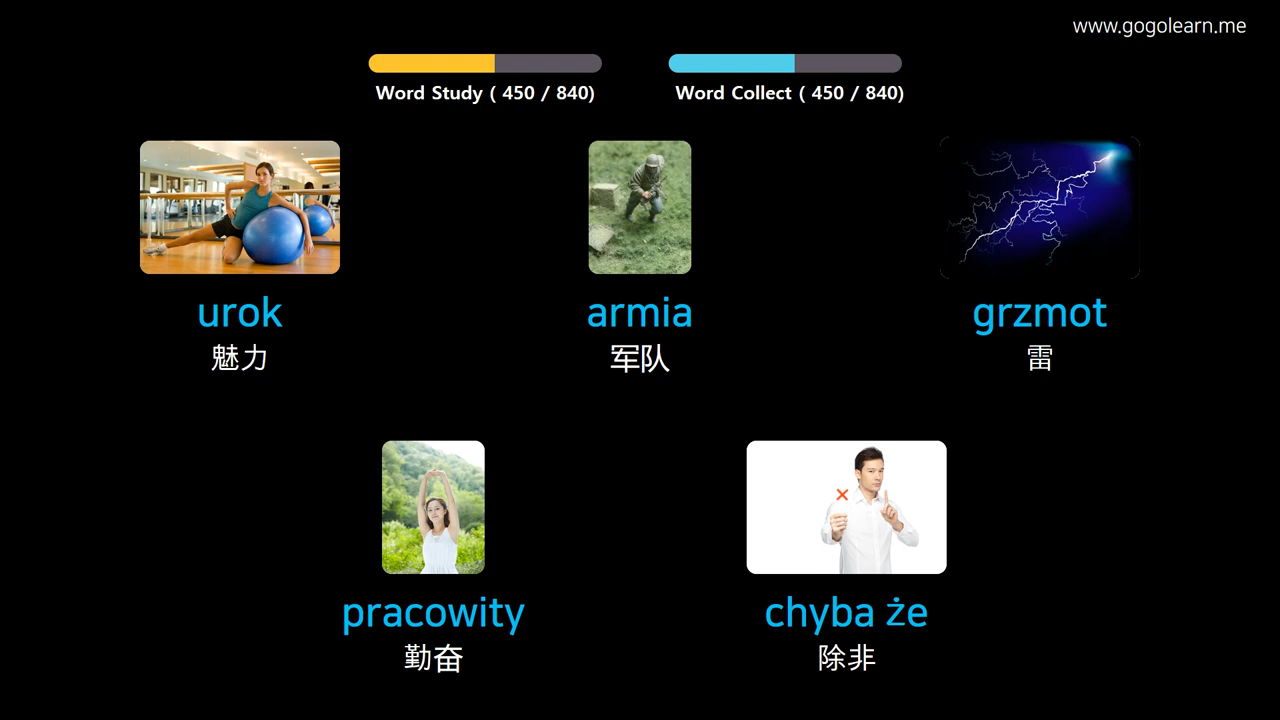 www.gogolearn.me
Word Study ( 450 / 840)
Word Collect ( 450 / 840)
urok
魅力
armia
军队
grzmot
雷
pracowity
勤奋
chyba że
除非